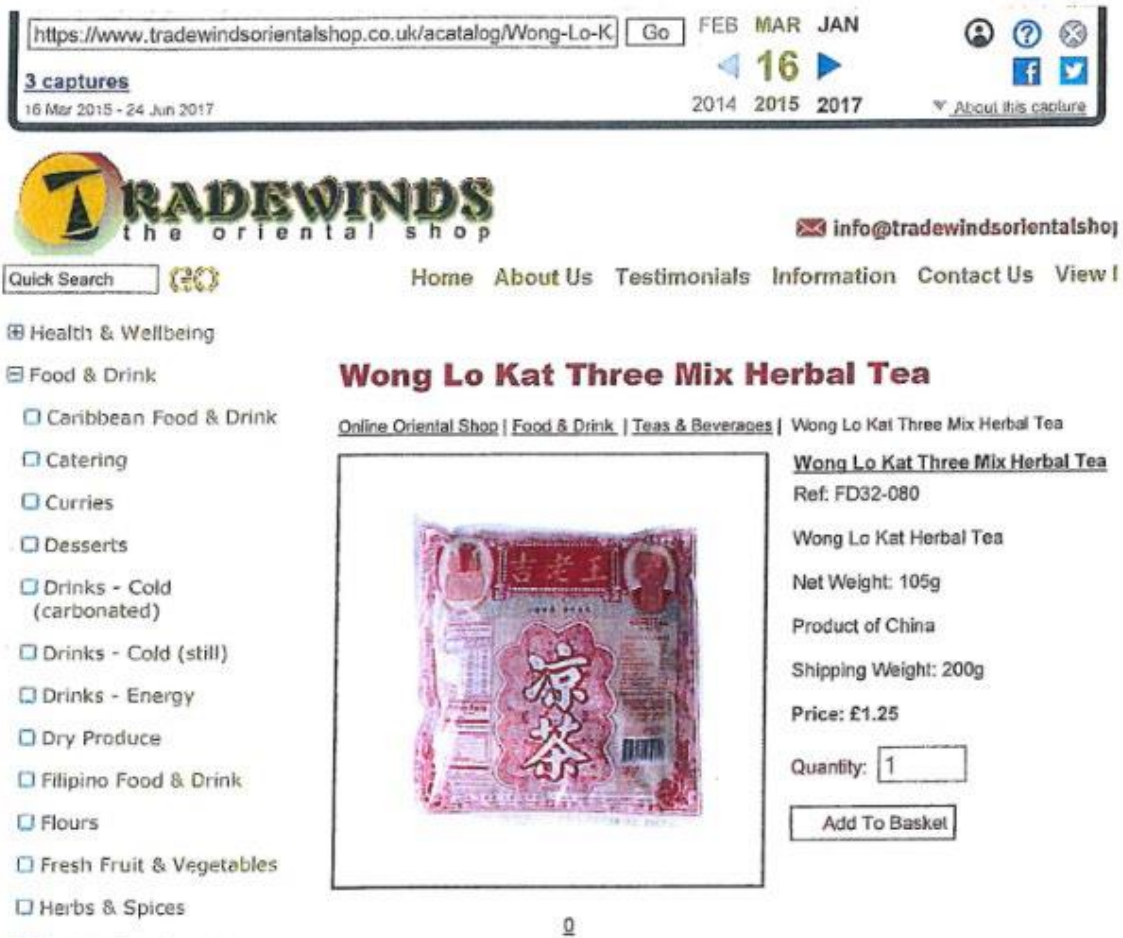 https://www.tradewindsorientalshop.co.uk/acatalog/Wong-Lo-K Go FEB MAR JAN
16
3 captures
16 Mar 2015 - 24 Jun 2017
2014 2015 2017
About this capture
TRADEWINDS
the oriental shop
info@tradewindsorientalshop
Quick Search GO
Home About Us Testimonials Information Contact Us View
Health & Wellbeing
Food & Drink
Caribbean Food & Drink
Catering
Curries
Desserts
Drinks - Cold
(carbonated)
Drinks - Cold (still)
Drinks - Energy
Dry Produce
Filipino Food & Drink
Flours
Fresh Fruit & Vegetables
Herbs & Spices
Wong Lo Kat Three Mix Herbal Tea
Online Oriental Shop | Food & Drink | Teas & Beverages | Wong Lo Kat Three Mix Herbal Tea
吉老王
凉茶
Wong Lo Kat Three Mix Herbal Tea
Ref: FD32-080
Wong Lo Kat Herbal Tea
Net Weight: 105g
Product of China
Shipping Weight: 200g
Price: £1.25
Quantity: 1
Add To Basket
0